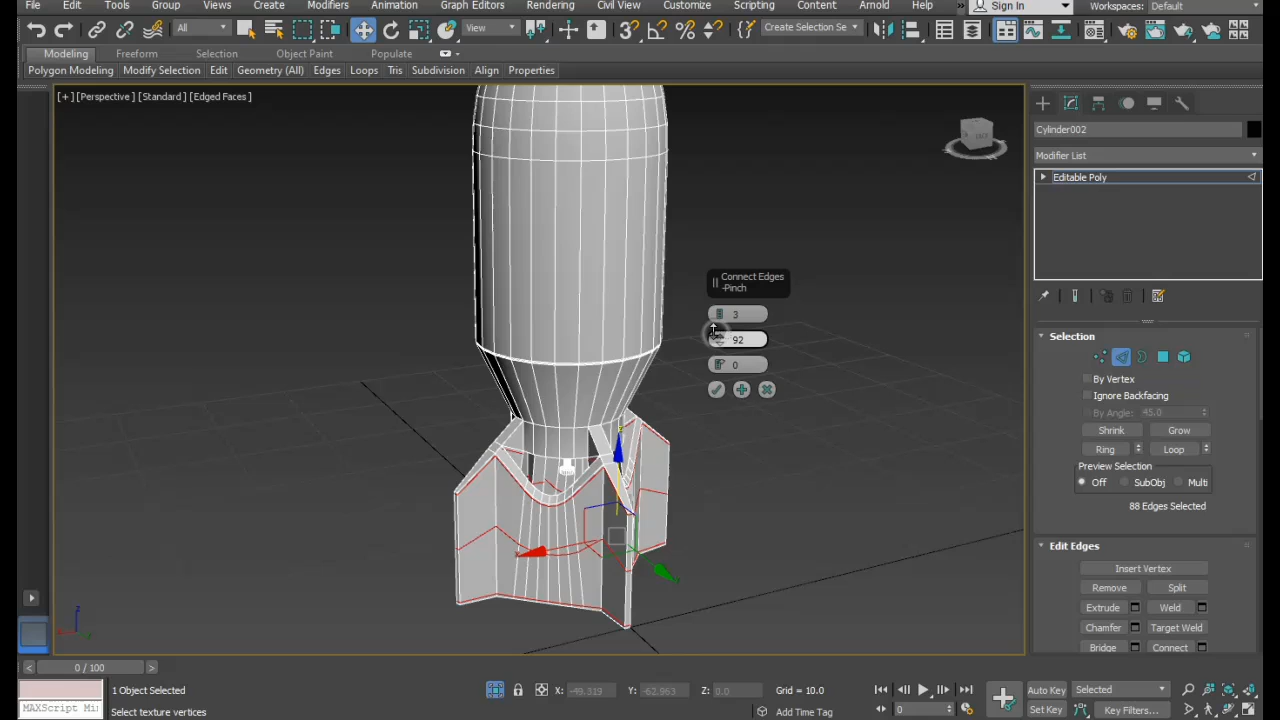 File Edit Tools Group Views Create Modifiers Animation Graph Editors Rendering Civil View Customize Scripting Content Arnold Help » Sign In Workspaces: Default
All View Create Selection Se
Modeling Freeform Selection Object Paint Populate
Polygon Modeling Modify Selection Edit Geometry (All) Edges Loops Tris Subdivision Align Properties
[+] [Perspective] [Standard] [Edged Faces]
Cylinder002
Modifier List
Editable Poly
Connect Edges
-Pinch
3
92
0
Selection
By Vertex
Ignore Backfacing
By Angle: 45.0
Shrink Grow
Ring Loop
Preview Selection
Off SubObj Multi
88 Edges Selected
Edit Edges
Insert Vertex
Remove Split
Extrude Weld
Chamfer Target Weld
Bridge Connect
< 0 / 100 >
1 Object Selected X: -49.319 Y: -62.963 Z: 0.0 Grid = 10.0 Auto Key Selected
MAXScript Mi Select texture vertices Add Time Tag 0 Set Key Key Filters...